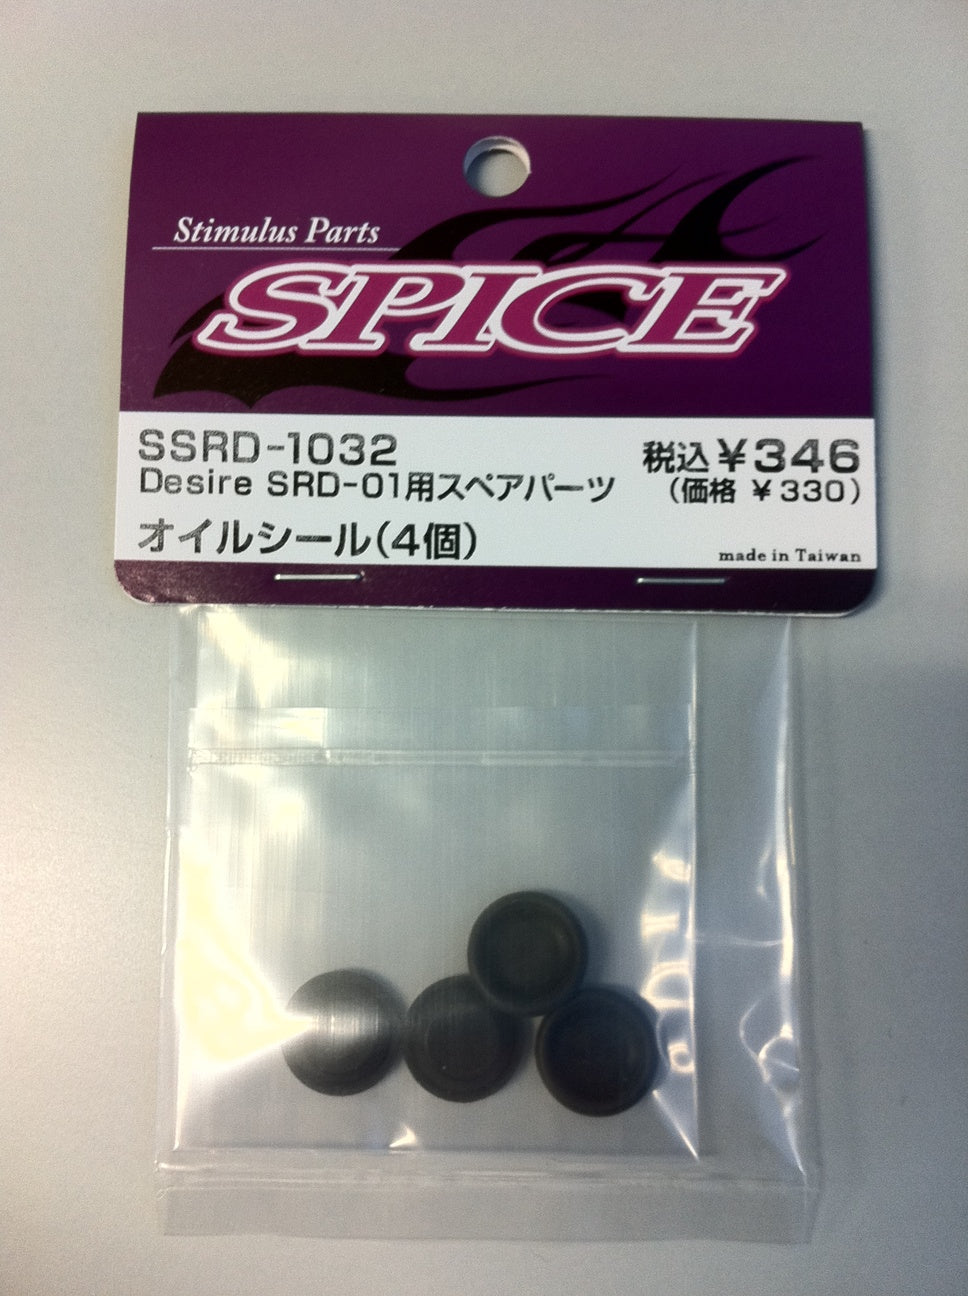 Stimulus Parts
SPICE
SSRD-1032
税込¥346
Desire SRD-01用スペアパーツ
(価格 ¥330)
オイルシール(4個)
made in Taiwan